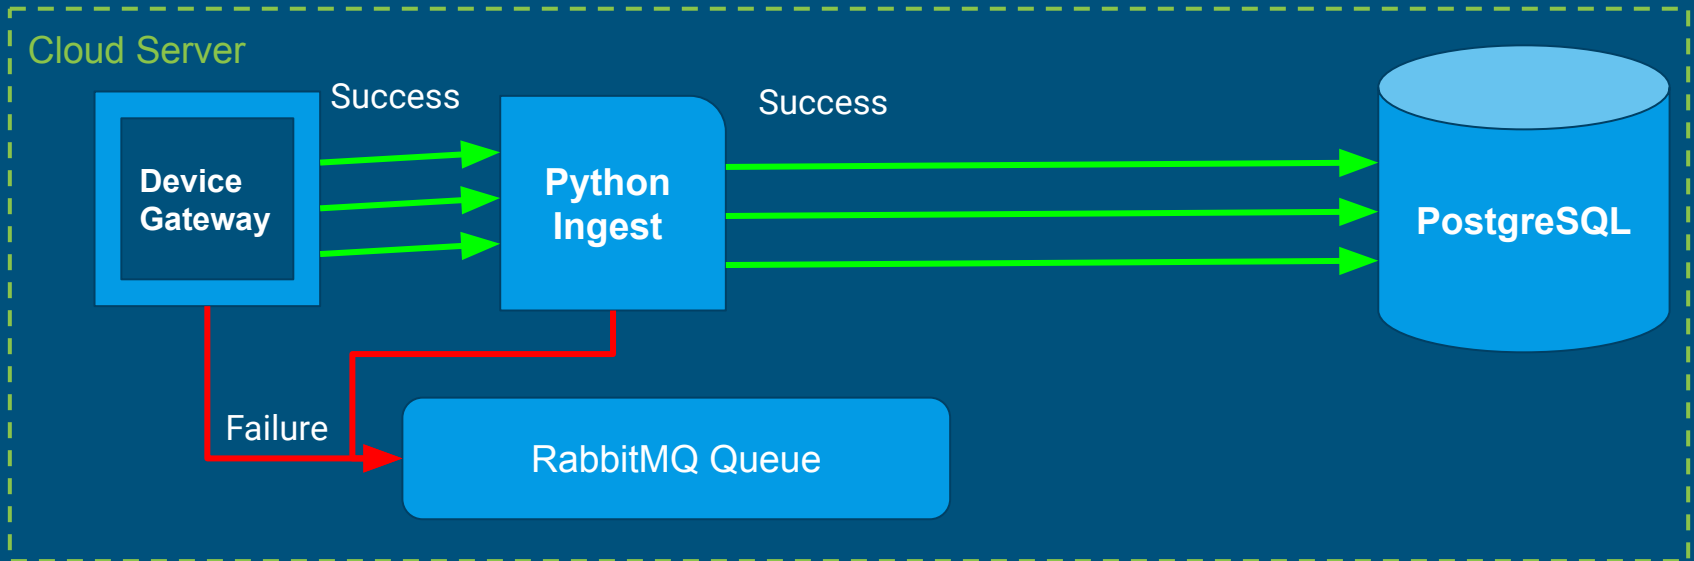 Cloud Server
Success
Success
Device
Gateway
Python
Ingest
PostgreSQL
Failure
RabbitMQ Queue